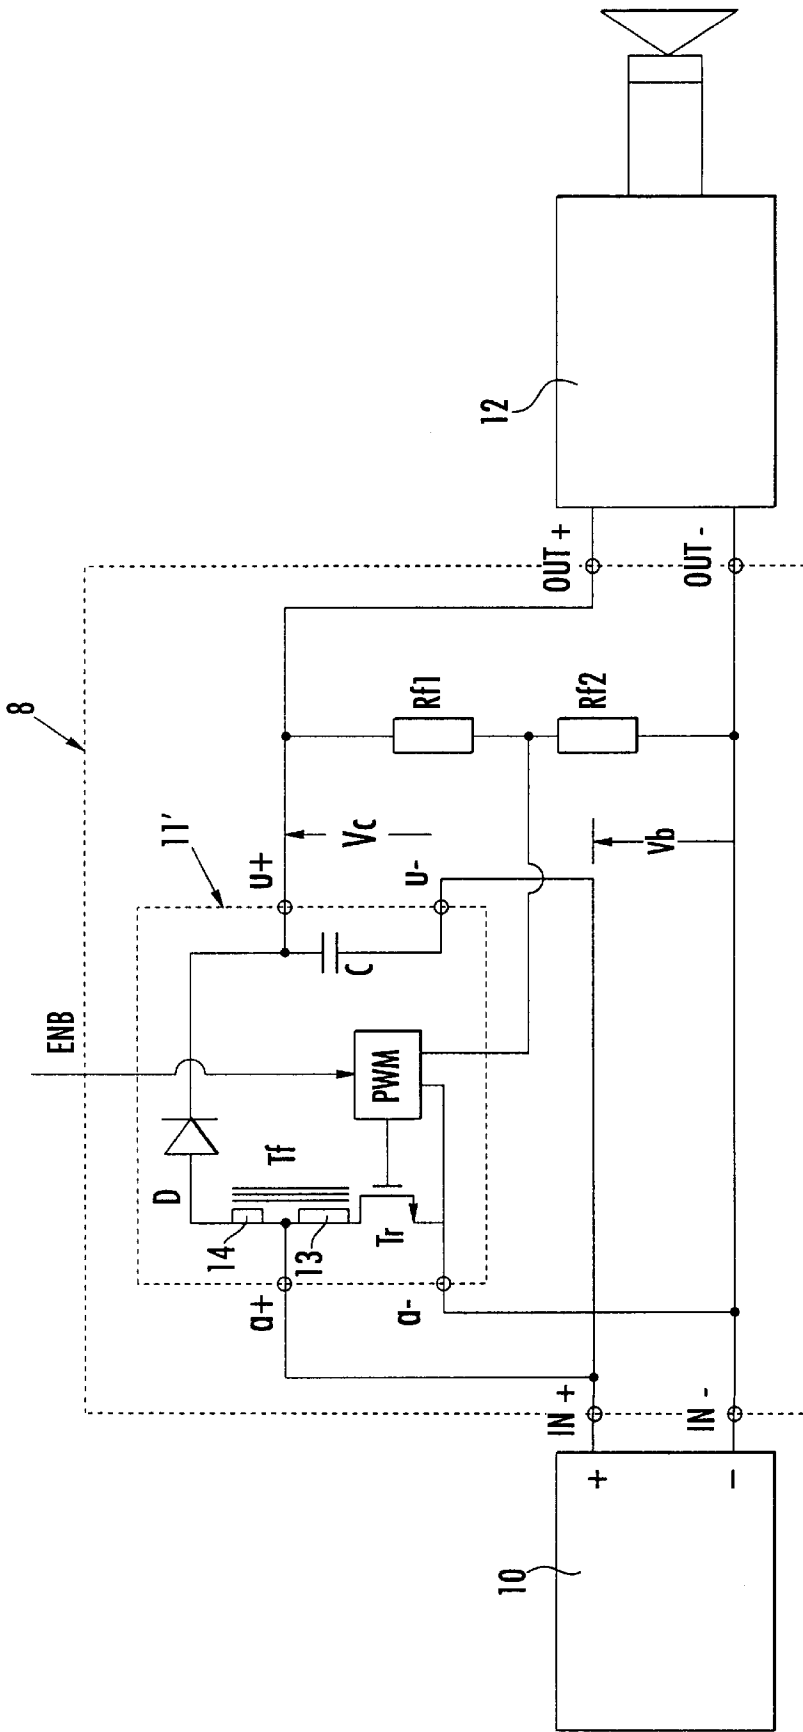 8
ENB
11'
D
14
Tf
13
Tr
PWM
C
a+
a-
u+
u-
Vc
Vb
Rf1
Rf2
IN +
IN -
OUT +
OUT -
10
+
−
12